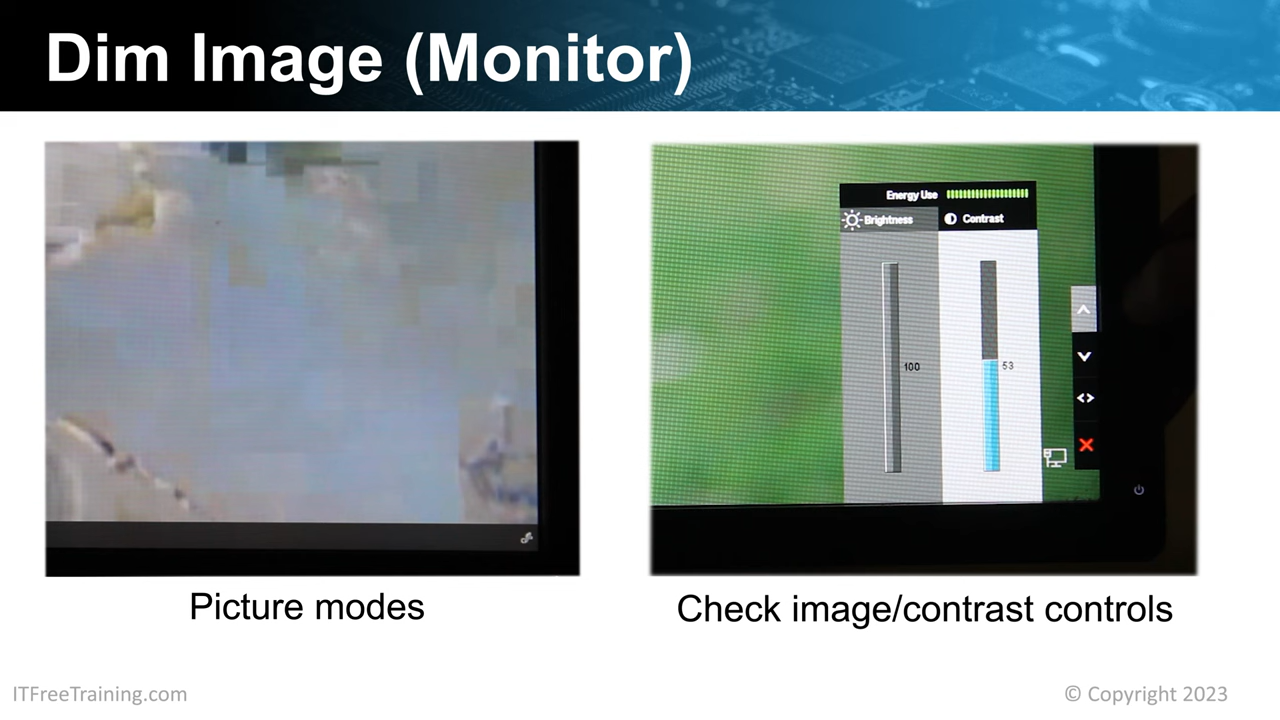 Dim Image (Monitor)
Energy Use
Brightness
Contrast
100
53
Picture modes
Check image/contrast controls
ITFreeTraining.com
© Copyright 2023